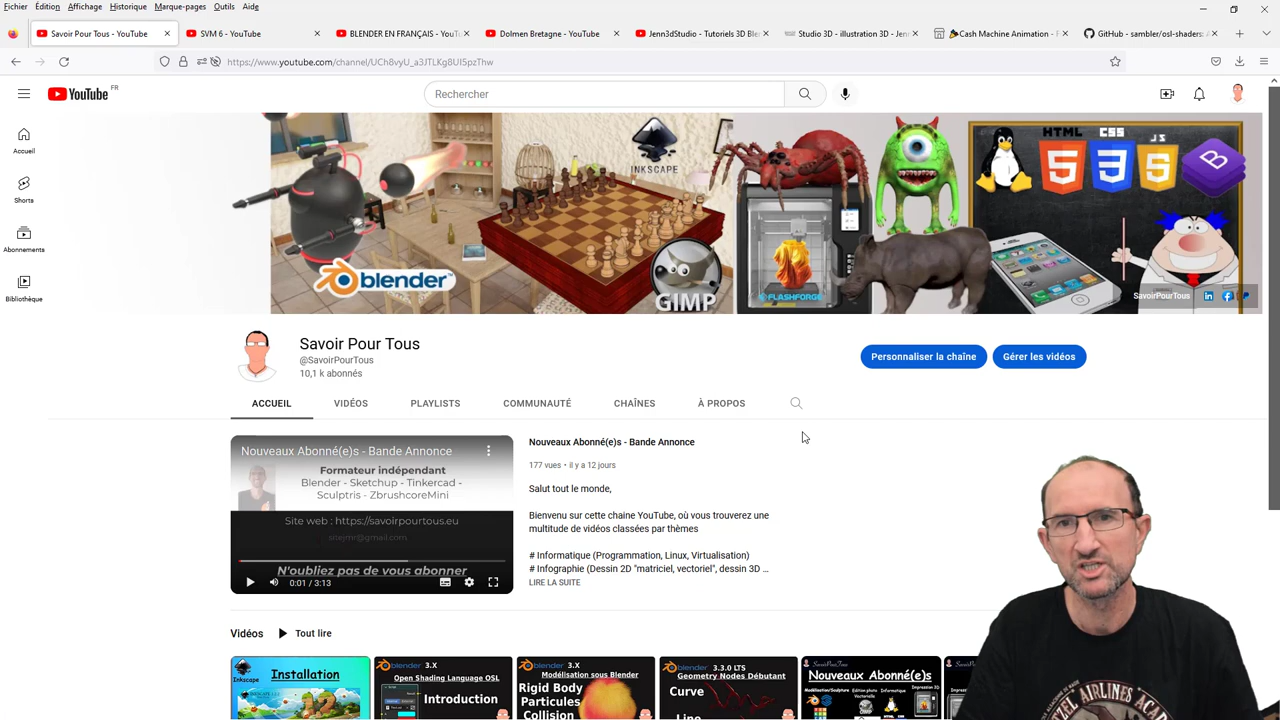 Fichier Édition Affichage Historique Marque-pages Outils Aide
Savoir Pour Tous - YouTube
SVM 6 - YouTube
BLENDER EN FRANÇAIS - YouT
Dolmen Bretagne - YouTube
Jenn3dStudio - Tutoriels 3D Ble
Studio 3D - illustration 3D - Jen
Cash Machine Animation - F
GitHub - sambler/osl-shaders: A
https://www.youtube.com/channel/UCh8vyU_a3JTLKg8UI5pzThw
YouTube FR
Rechercher
Accueil
Shorts
Abonnements
Bibliothèque
INKSCAPE
HTML CSS JS
5 3 5 B
blender
GIMP
FLASHFORGE
SavoirPourTous
Savoir Pour Tous
@SavoirPourTous
10,1 k abonnés
Personnaliser la chaîne
Gérer les vidéos
ACCUEIL VIDÉOS PLAYLISTS COMMUNAUTÉ CHAÎNES À PROPOS
Nouveaux Abonné(e)s - Bande Annonce
Formateur indépendant
Blender - Sketchup - Tinkercad -
Sculptris - ZbrushcoreMini
Site web : https://savoirpourtous.eu
sitejmr@gmail.com
N'oubliez pas de vous abonner
0:01 / 3:13
Nouveaux Abonné(e)s - Bande Annonce
177 vues • il y a 12 jours
Salut tout le monde,
Bienvenu sur cette chaine YouTube, où vous trouverez une
multitude de vidéos classées par thèmes
# Informatique (Programmation, Linux, Virtualisation)
# Infographie (Dessin 2D "matriciel, vectoriel", dessin 3D ...
LIRE LA SUITE
Vidéos Tout lire
Inkscape
Installation
blender 3.X
Open Shading Language OSL
Introduction
blender 3.X
Modélisation sous Blender
Rigid Body
Particules
Collision
blender 3.3.0 LTS
Geometry Nodes Débutant
Curve
Line
SavoirPourTous
Nouveaux Abonné(e)s
AIRLINES